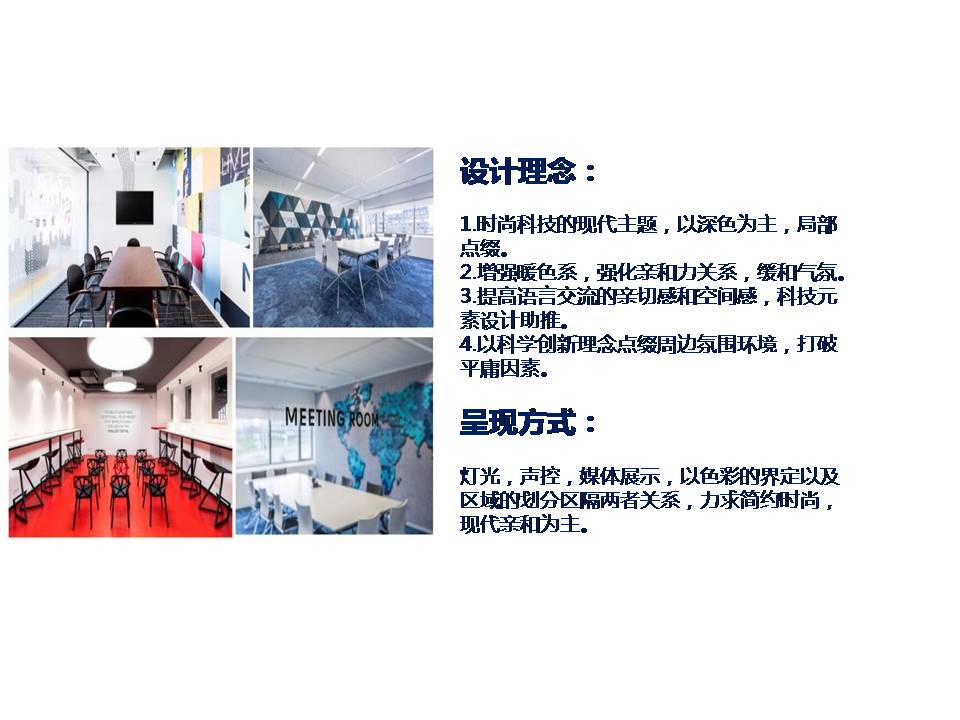 LIVE
MEETING ROOM
设计理念：
1.时尚科技的现代主题，以深色为主，局部
点缀。
2.增强暖色系，强化亲和力关系，缓和气氛。
3.提高语言交流的亲切感和空间感，科技元
素设计助推。
4.以科学创新理念点缀周边氛围环境，打破
平庸因素。
呈现方式：
灯光，声控，媒体展示，以色彩的界定以及
区域的划分区隔两者关系，力求简约时尚，
现代亲和为主。